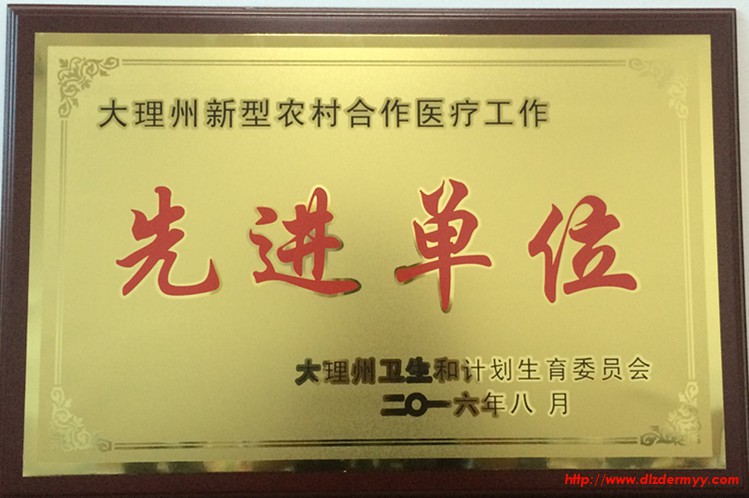 大理州新型农村合作医疗工作
先进单位
大理州卫生和计划生育委员会
二〇一六年八月
http://www.dlzdermyy.com